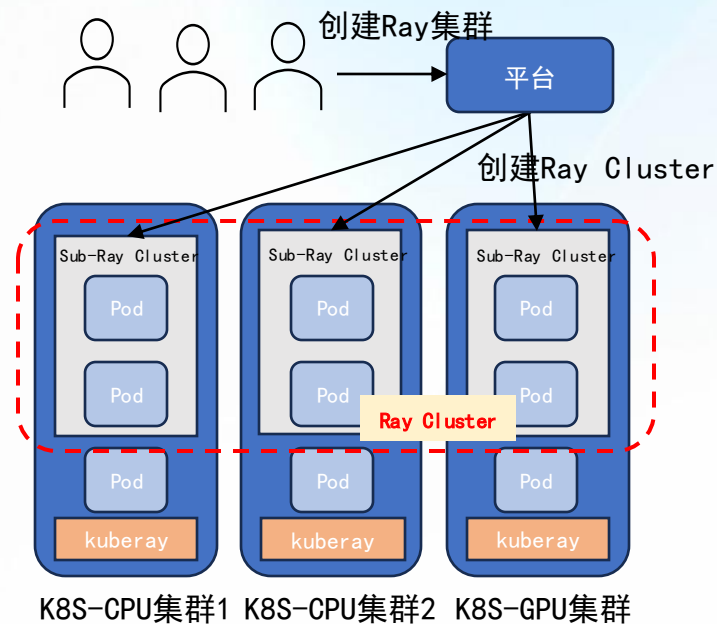 创建Ray集群
平台
创建Ray Cluster
Sub-Ray Cluster
Sub-Ray Cluster
Sub-Ray Cluster
Pod
Pod
Pod
Pod
Pod
Pod
Ray Cluster
Pod
Pod
Pod
kuberay
kuberay
kuberay
K8S-CPU集群1
K8S-CPU集群2
K8S-GPU集群